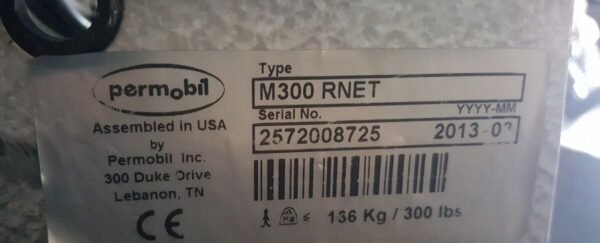 permobil
Assembled in USA
by
Permobil Inc.
300 Duke Drive
Lebanon, TN
CE
Type
M300 RNET
Serial No. YYYY-MM
2572008725
Kg ≤ 136 Kg / 300 lbs